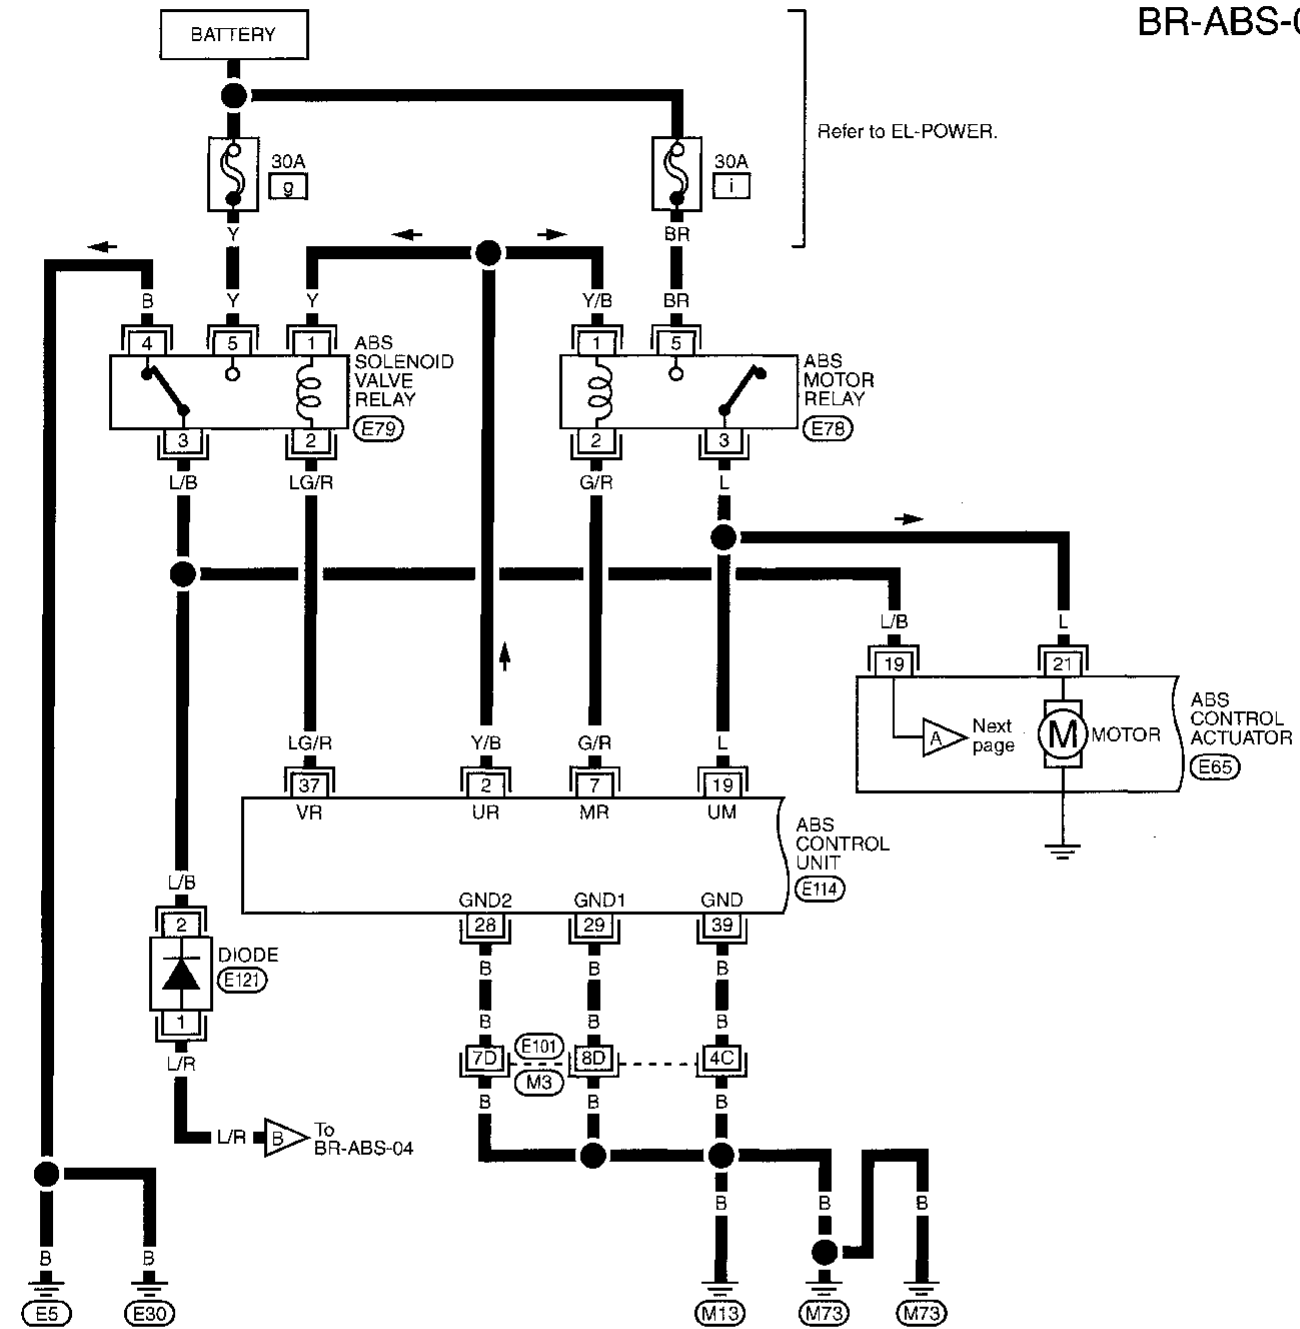 BR-ABS-0
BATTERY
Refer to EL-POWER.
30A
g
30A
i
Y
BR
B
Y
Y
Y/B
BR
4
5
1
ABS
SOLENOID
VALVE
RELAY
E79
1
5
ABS
MOTOR
RELAY
E78
3
2
2
3
L/B
LG/R
G/R
L
L/B
L
19
21
A
Next
page
M
MOTOR
ABS
CONTROL
ACTUATOR
E65
LG/R
Y/B
G/R
L
37
2
7
19
VR
UR
MR
UM
ABS
CONTROL
UNIT
E114
GND2
GND1
GND
28
29
39
L/B
2
DIODE
E121
1
L/R
B
B
B
B
B
B
7D
E101
M3
8D
4C
B
B
B
L/R
B
To
BR-ABS-04
B
B
B
B
B
E5
E30
M13
M73
M73